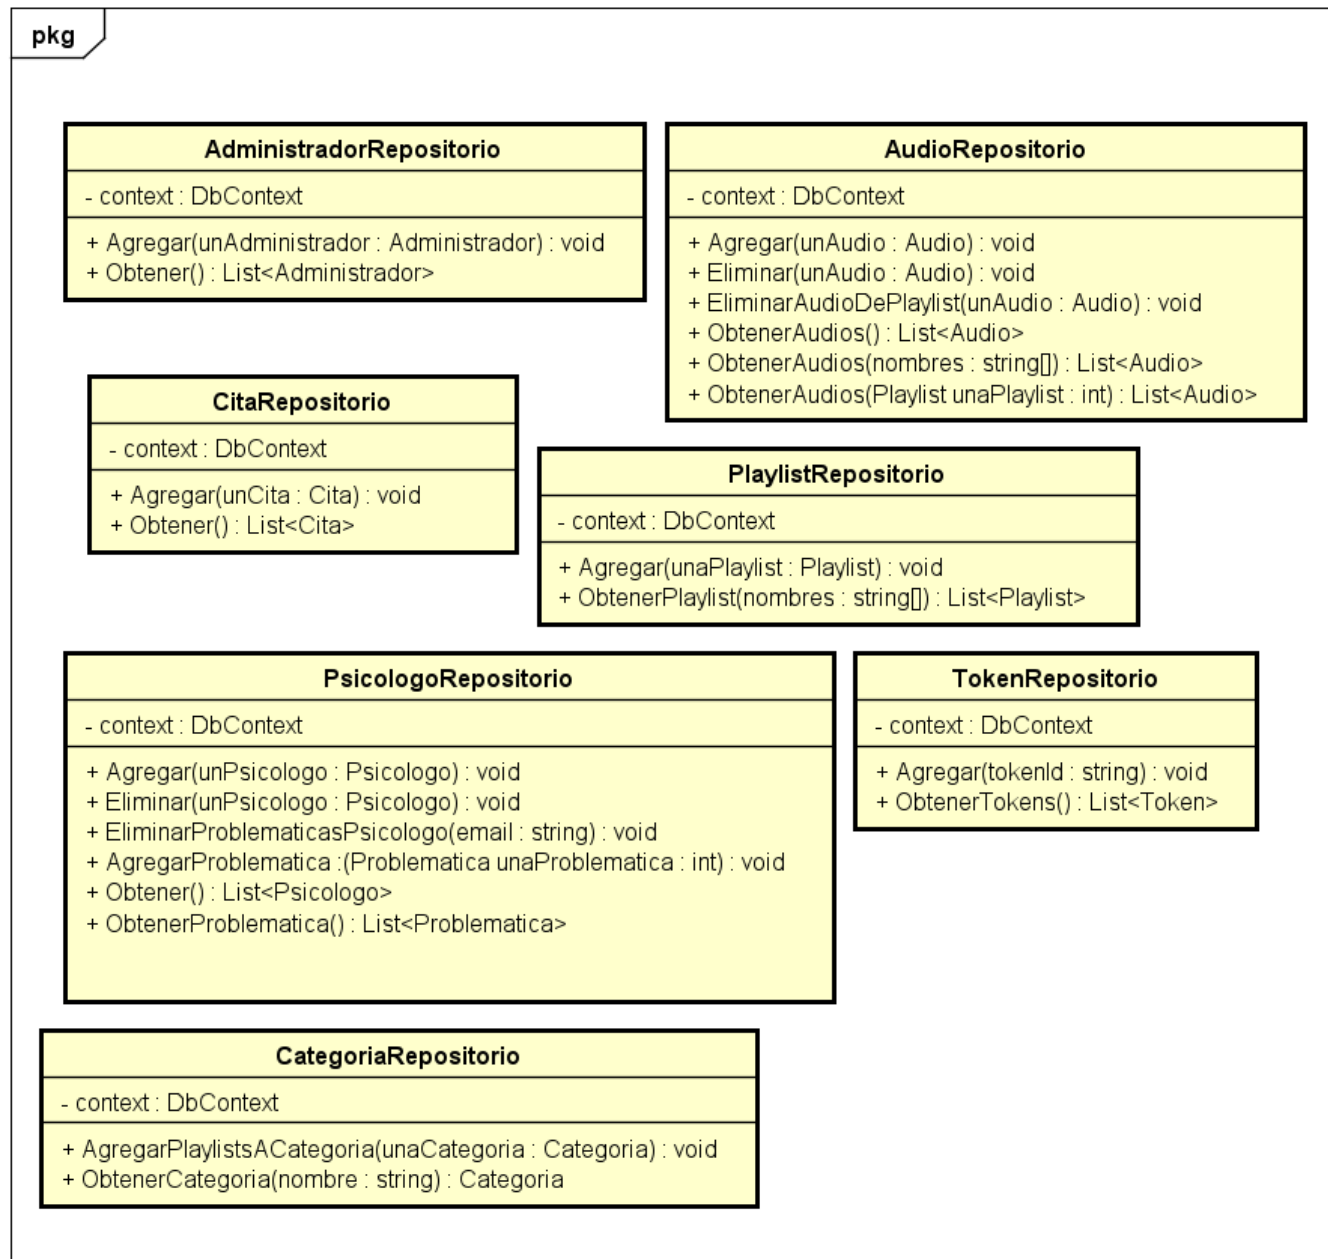 pkg
AdministradorRepositorio
- context : DbContext
+ Agregar(unAdministrador : Administrador) : void
+ Obtener() : List<Administrador>
AudioRepositorio
- context : DbContext
+ Agregar(unAudio : Audio) : void
+ Eliminar(unAudio : Audio) : void
+ EliminarAudioDePlaylist(unAudio : Audio) : void
+ ObtenerAudios() : List<Audio>
+ ObtenerAudios(nombres : string[]) : List<Audio>
+ ObtenerAudios(Playlist unaPlaylist : int) : List<Audio>
CitaRepositorio
- context : DbContext
+ Agregar(unCita : Cita) : void
+ Obtener() : List<Cita>
PlaylistRepositorio
- context : DbContext
+ Agregar(unaPlaylist : Playlist) : void
+ ObtenerPlaylist(nombres : string[]) : List<Playlist>
PsicologoRepositorio
- context : DbContext
+ Agregar(unPsicologo : Psicologo) : void
+ Eliminar(unPsicologo : Psicologo) : void
+ EliminarProblematicasPsicologo(email : string) : void
+ AgregarProblematica :(Problematica unaProblematica : int) : void
+ Obtener() : List<Psicologo>
+ ObtenerProblematica() : List<Problematica>
TokenRepositorio
- context : DbContext
+ Agregar(tokenId : string) : void
+ ObtenerTokens() : List<Token>
CategoriaRepositorio
- context : DbContext
+ AgregarPlaylistsACategoria(unaCategoria : Categoria) : void
+ ObtenerCategoria(nombre : string) : Categoria